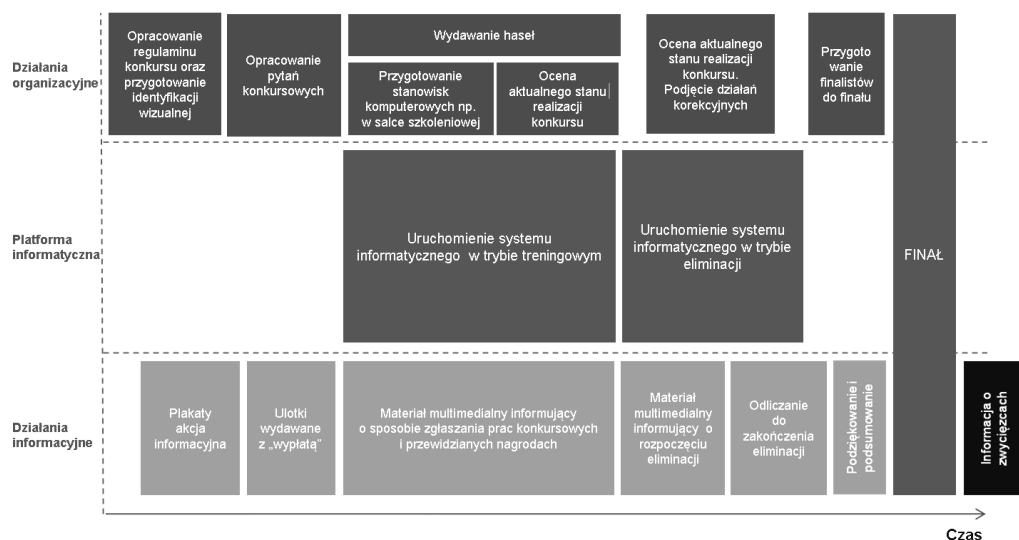 Działania
organizacyjne
Opracowanie
regulaminu
konkursu oraz
przygotowanie
identyfikacji
wizualnej
Opracowanie
pytań
konkursowych
Wydawanie haseł
Przygotowanie
stanowisk
komputerowych np.
w salce szkoleniowej
Ocena
aktualnego stanu
realizacji
konkursu
Ocena aktualnego
stanu realizacji
konkursu.
Podjęcie działań
korekcyjnych
Przygoto
wanie
finalistów
do finału
Platforma
informatyczna
Uruchomienie systemu
informatycznego w trybie treningowym
Uruchomienie systemu
informatycznego w trybie
eliminacji
FINAŁ
Działania
informacyjne
Plakaty
akcja
informacyjna
Ulotki
wydawane
z „wypłatą”
Materiał multimedialny informujący
o sposobie zgłaszania prac konkursowych
i przewidzianych nagrodach
Materiał
multimedialny
informujący o
rozpoczęciu
eliminacji
Odliczanie
do
zakończenia
eliminacji
Podziękowanie i
podsumowanie
Informacja o
zwycięzcach
Czas